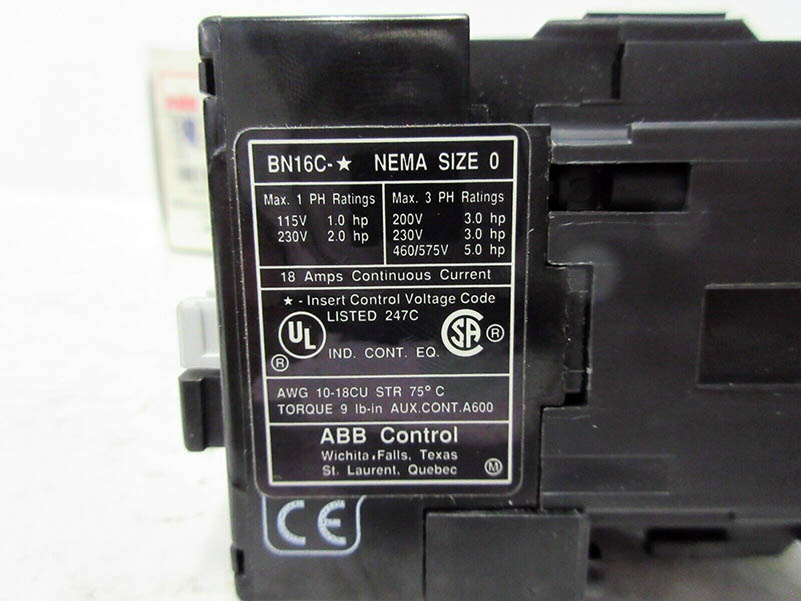 BN16C-★ NEMA SIZE 0
Max. 1 PH Ratings
115V 1.0 hp
230V 2.0 hp
Max. 3 PH Ratings
200V 3.0 hp
230V 3.0 hp
460/575V 5.0 hp
18 Amps Continuous Current
★ - Insert Control Voltage Code
LISTED 247C
UL ®
SA ®
IND. CONT. EQ.
AWG 10-18CU STR 75° C
TORQUE 9 lb-in AUX.CONT.A600
ABB Control
Wichita Falls, Texas
St. Laurent, Quebec Ⓜ
CE